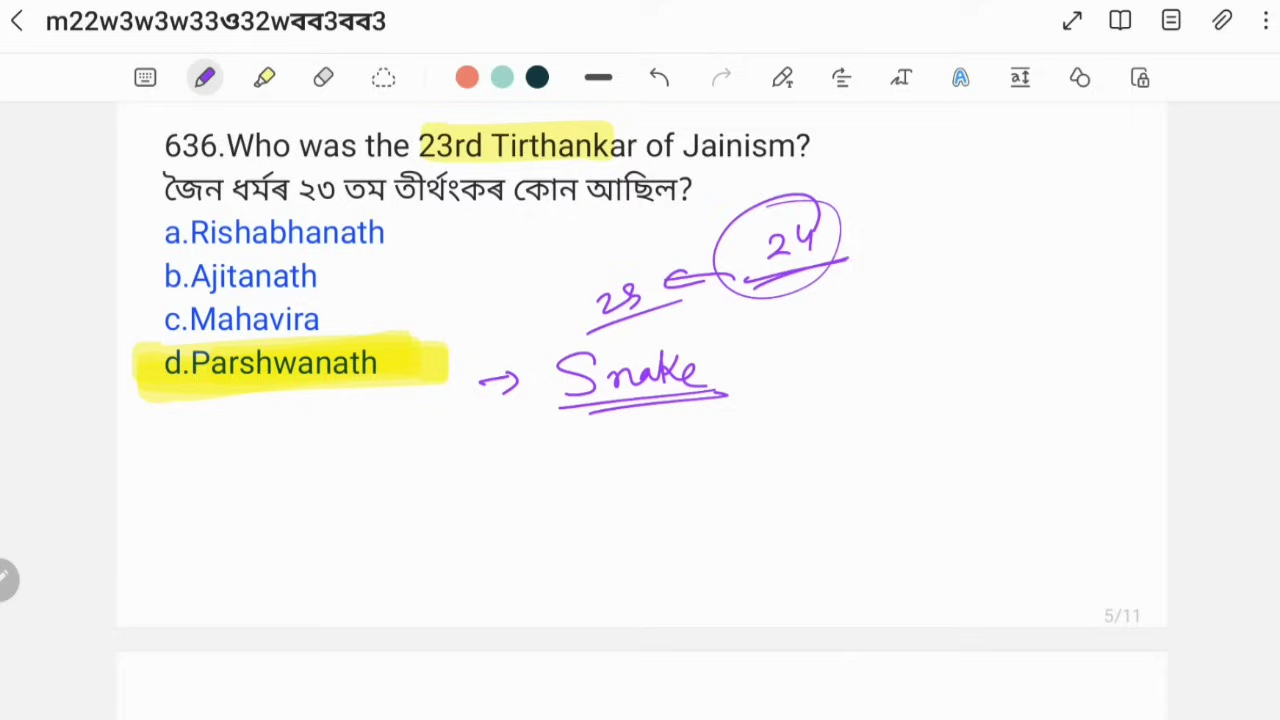 m22w3w3w33ও32wবব3বব3
636.Who was the 23rd Tirthankar of Jainism?
জৈন ধৰ্মৰ ২৩ তম তীৰ্থংকৰ কোন আছিল?
a.Rishabhanath
b.Ajitanath
c.Mahavira
d.Parshwanath
24
23
Snake
5/11